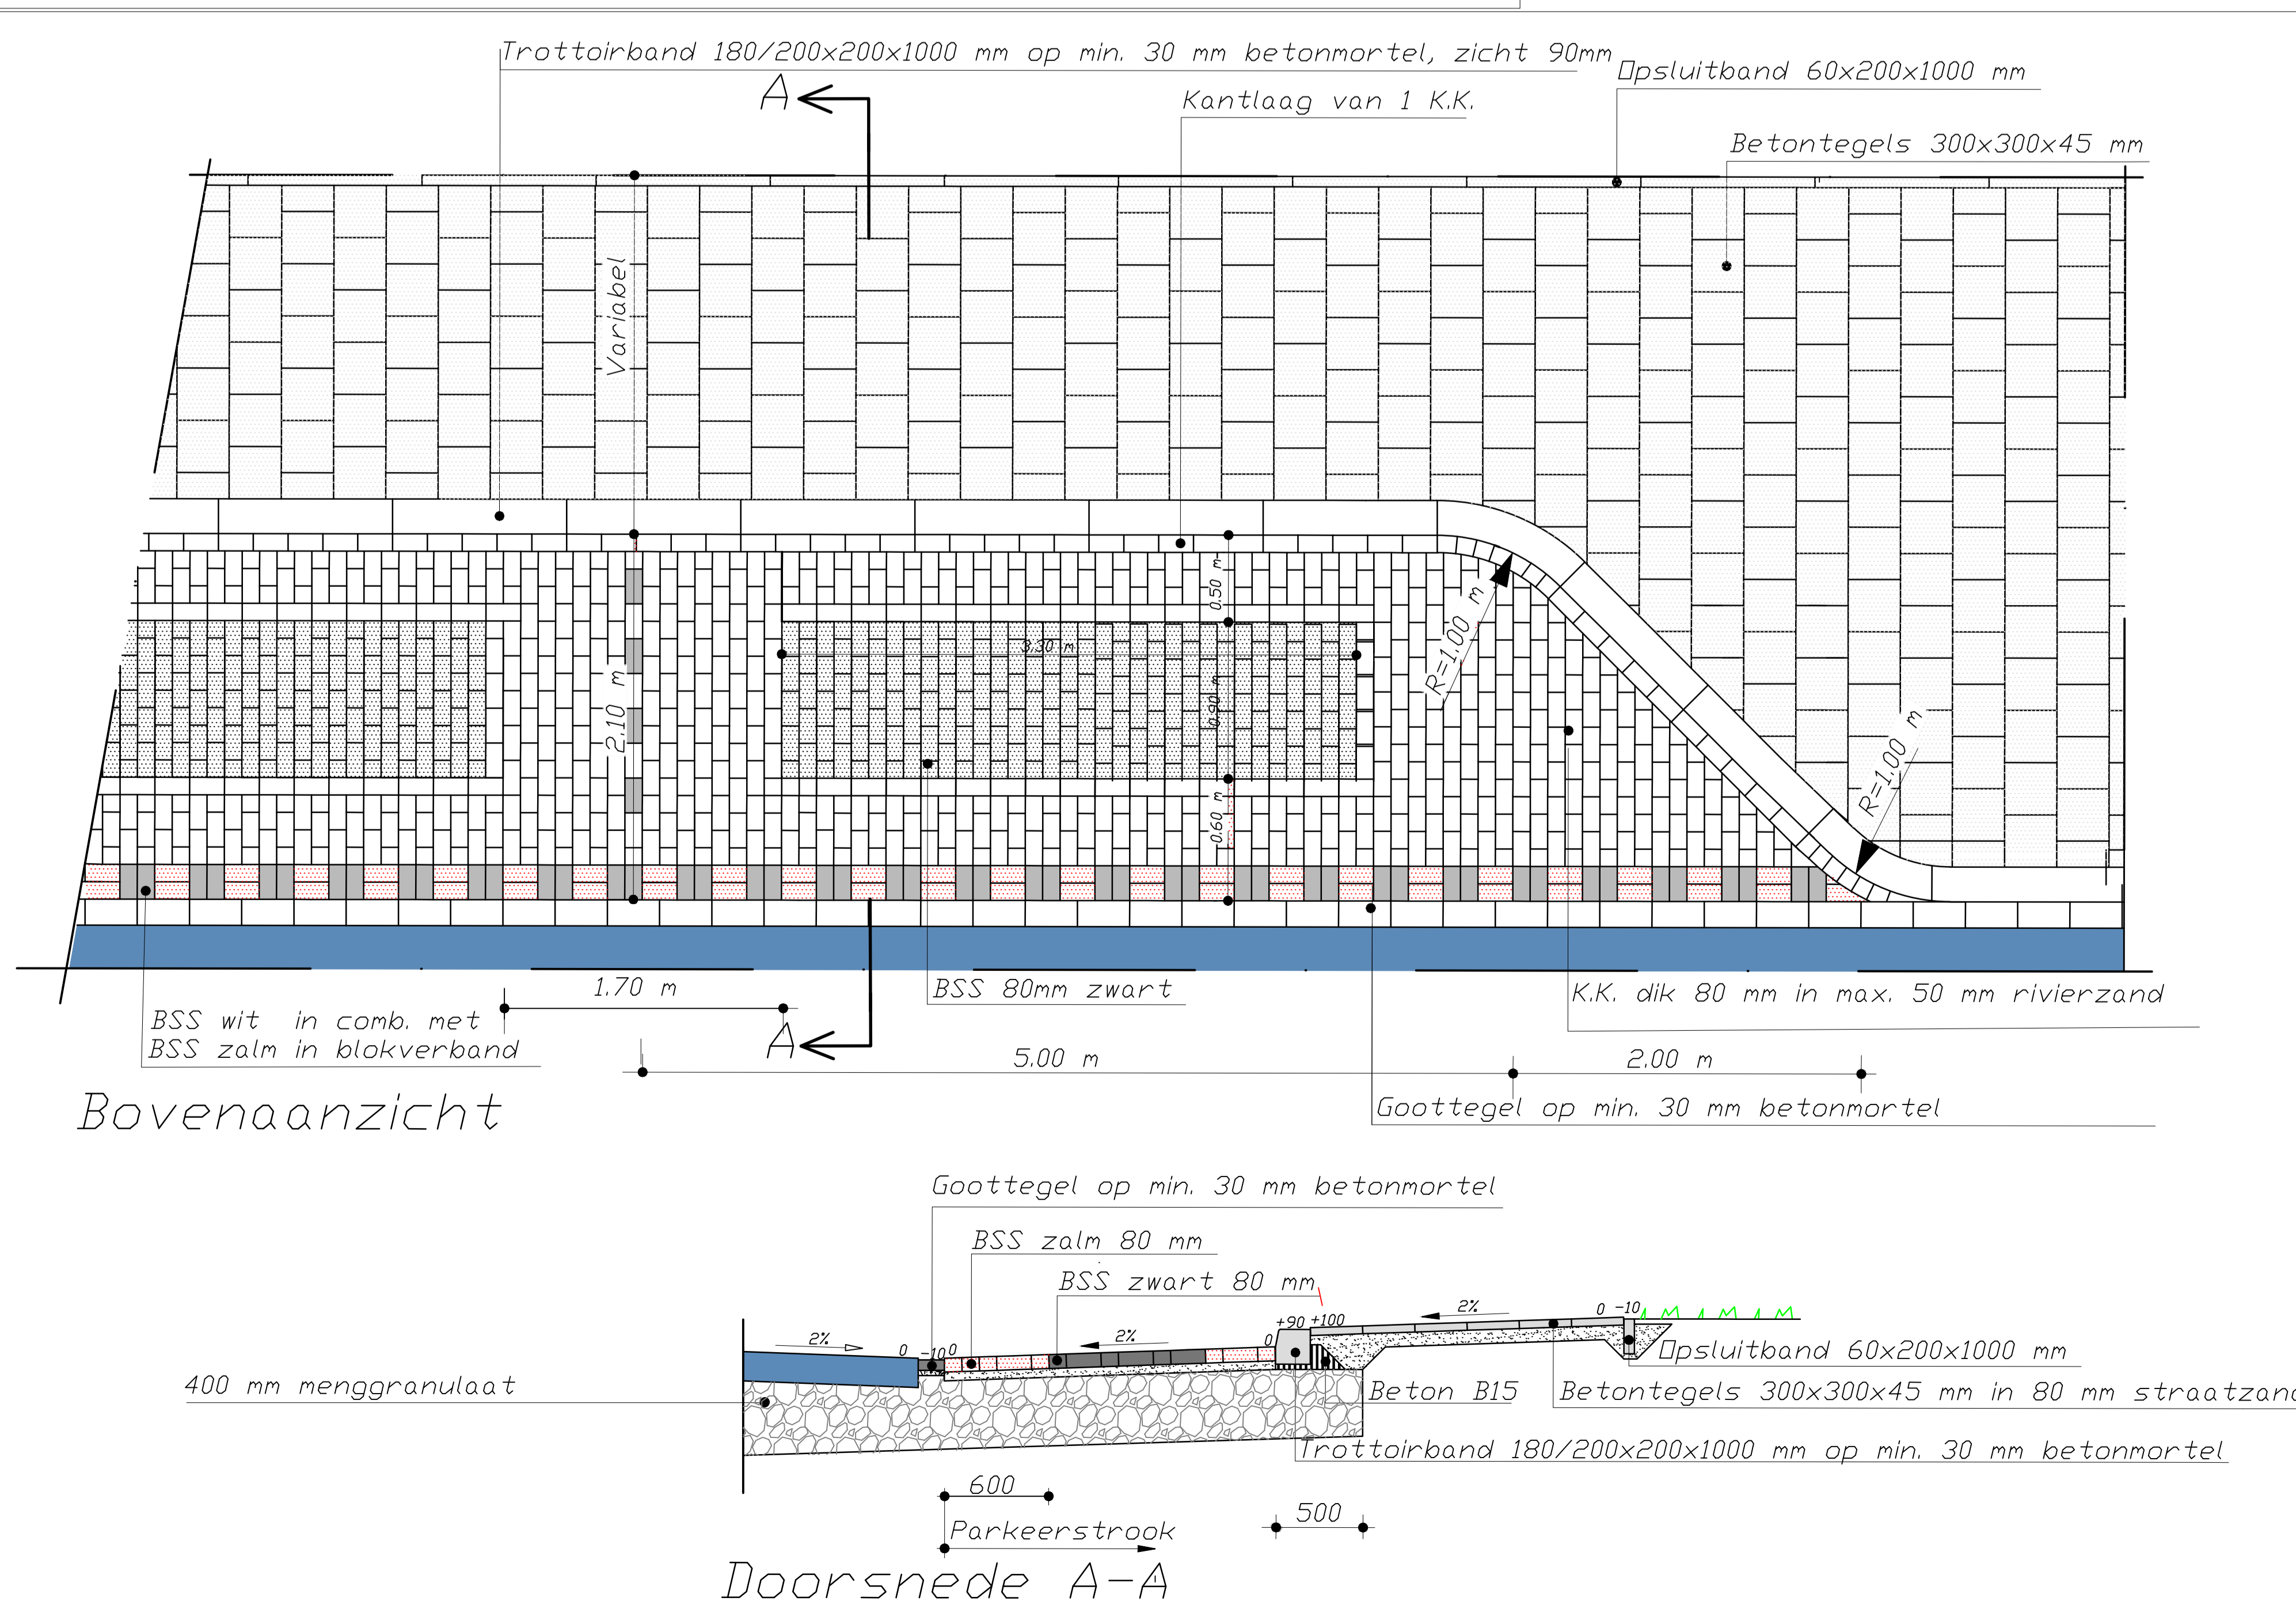 Trottoirband 180/200x200x1000 mm op min. 30 mm betonmortel, zicht 90mm
Opsluitband 60x200x1000 mm
A
Kantlaag van 1 K.K.
Betontegels 300x300x45 mm
Variabel
0.50 m
R=1.00 m
3.30 m
0.90 m
2.10 m
R=1.00 m
0.60 m
1.70 m
BSS 80mm zwart
K.K. dik 80 mm in max. 50 mm rivierzand
BSS wit in comb. met
BSS zalm in blokverband
A
5.00 m
2.00 m
Bovenaanzicht
Goottegel op min. 30 mm betonmortel
Goottegel op min. 30 mm betonmortel
BSS zalm 80 mm
BSS zwart 80 mm
2%
0 -10 0
2%
0
+90 +100
2%
0 -10
Opsluitband 60x200x1000 mm
400 mm menggranulaat
Beton B15
Betontegels 300x300x45 mm in 80 mm straatzand
Trottoirband 180/200x200x1000 mm op min. 30 mm betonmortel
600
500
Parkeerstrook
Doorsnede A-A